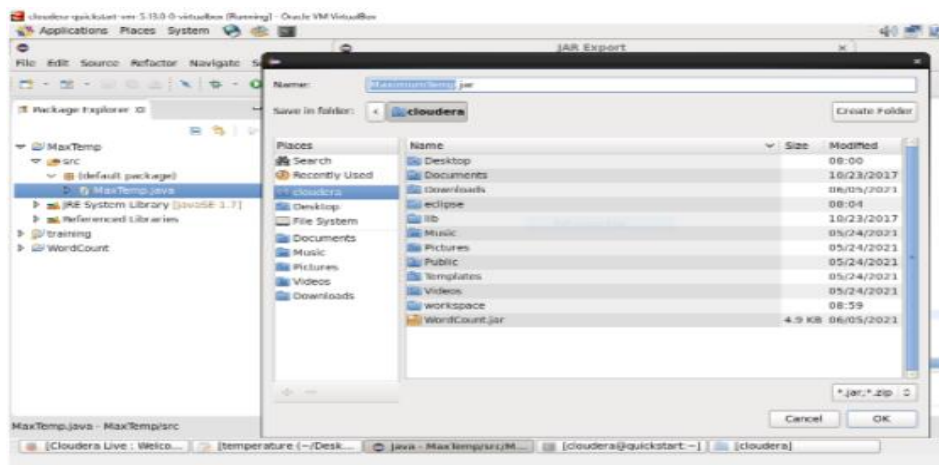 cloudera-quickstart-vm-5.13.0-0-virtualbox [Running] - Oracle VM VirtualBox
Applications Places System
JAR Export
File Edit Source Refactor Navigate
Name: MaximumTemp.jar
Package Explorer
Save in folder: cloudera Create Folder
Places Name Size Modified
MaxTemp
src
(default package)
MaxTemp.java
JRE System Library [JavaSE 1.7]
Referenced Libraries
training
WordCount
Search
Recently Used
cloudera
Desktop
File System
Documents
Music
Pictures
Videos
Downloads
Desktop 08:00
Documents 10/23/2017
Downloads 06/05/2021
eclipse 08:04
lib 10/23/2017
Music 05/24/2021
Pictures 05/24/2021
Public 05/24/2021
Templates 05/24/2021
Videos 05/24/2021
workspace 08:59
WordCount.jar 4.9 KB 06/05/2021
*.jar;*.zip
Cancel OK
MaxTemp.java - MaxTemp/src
[Cloudera Live : Welco... [temperature (~/Desk... Java - MaxTemp/src/M... [cloudera@quickstart:~] [cloudera]